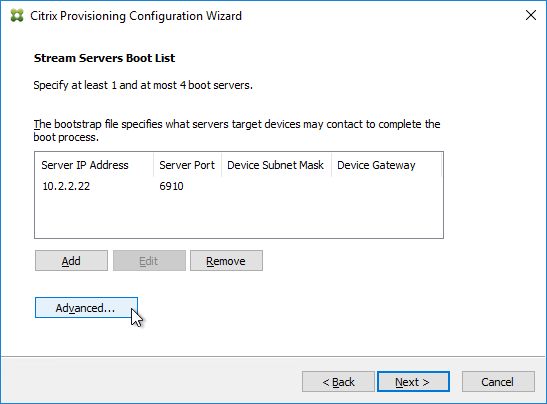 Citrix Provisioning Configuration Wizard
Stream Servers Boot List
Specify at least 1 and at most 4 boot servers.
The bootstrap file specifies what servers target devices may contact to complete the
boot process.
Server IP Address Server Port Device Subnet Mask Device Gateway
10.2.2.22 6910
Add Edit Remove
Advanced...
< Back Next > Cancel